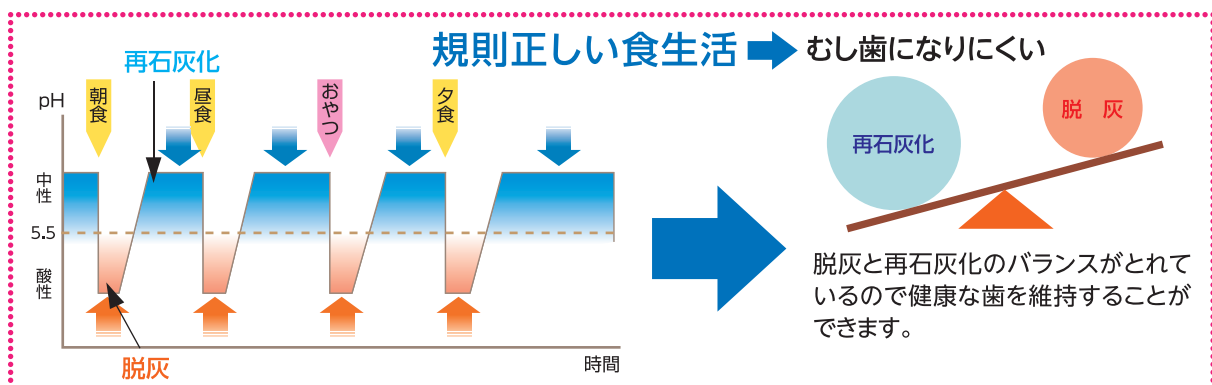 規則正しい食生活
むし歯になりにくい
再石灰化
pH
朝食
昼食
おやつ
夕食
中性
5.5
酸性
脱灰
時間
再石灰化
脱 灰
脱灰と再石灰化のバランスがとれて
いるので健康な歯を維持することが
できます。